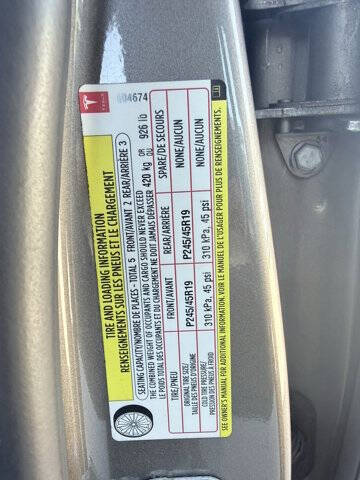 TIRE AND LOADING INFORMATION
RENSEIGNEMENTS SUR LES PNEUS ET LE CHARGEMENT
604674
SEATING CAPACITY/NOMBRE DE PLACES - TOTAL 5 FRONT/AVANT 2 REAR/ARRIÈRE 3
THE COMBINED WEIGHT OF OCCUPANTS AND CARGO SHOULD NEVER EXCEED
LE POIDS TOTAL DES OCCUPANTS ET DU CHARGEMENT NE DOIT JAMAIS DÉPASSER 420 kg OR OU 926 lb
TIRE/PNEU FRONT/AVANT REAR/ARRIÈRE SPARE/DE SECOURS
ORIGINAL TIRE SIZE/
TAILLE DES PNEUS D'ORIGINE P245/45R19 P245/45R19 NONE/AUCUN
COLD TIRE PRESSURE/
PRESSION DES PNEUS À FROID 310 kPa, 45 psi 310 kPa, 45 psi NONE/AUCUN
SEE OWNER'S MANUAL FOR ADDITIONAL INFORMATION. VOIR LE MANUEL DE L'USAGER POUR PLUS DE RENSEIGNEMENTS.